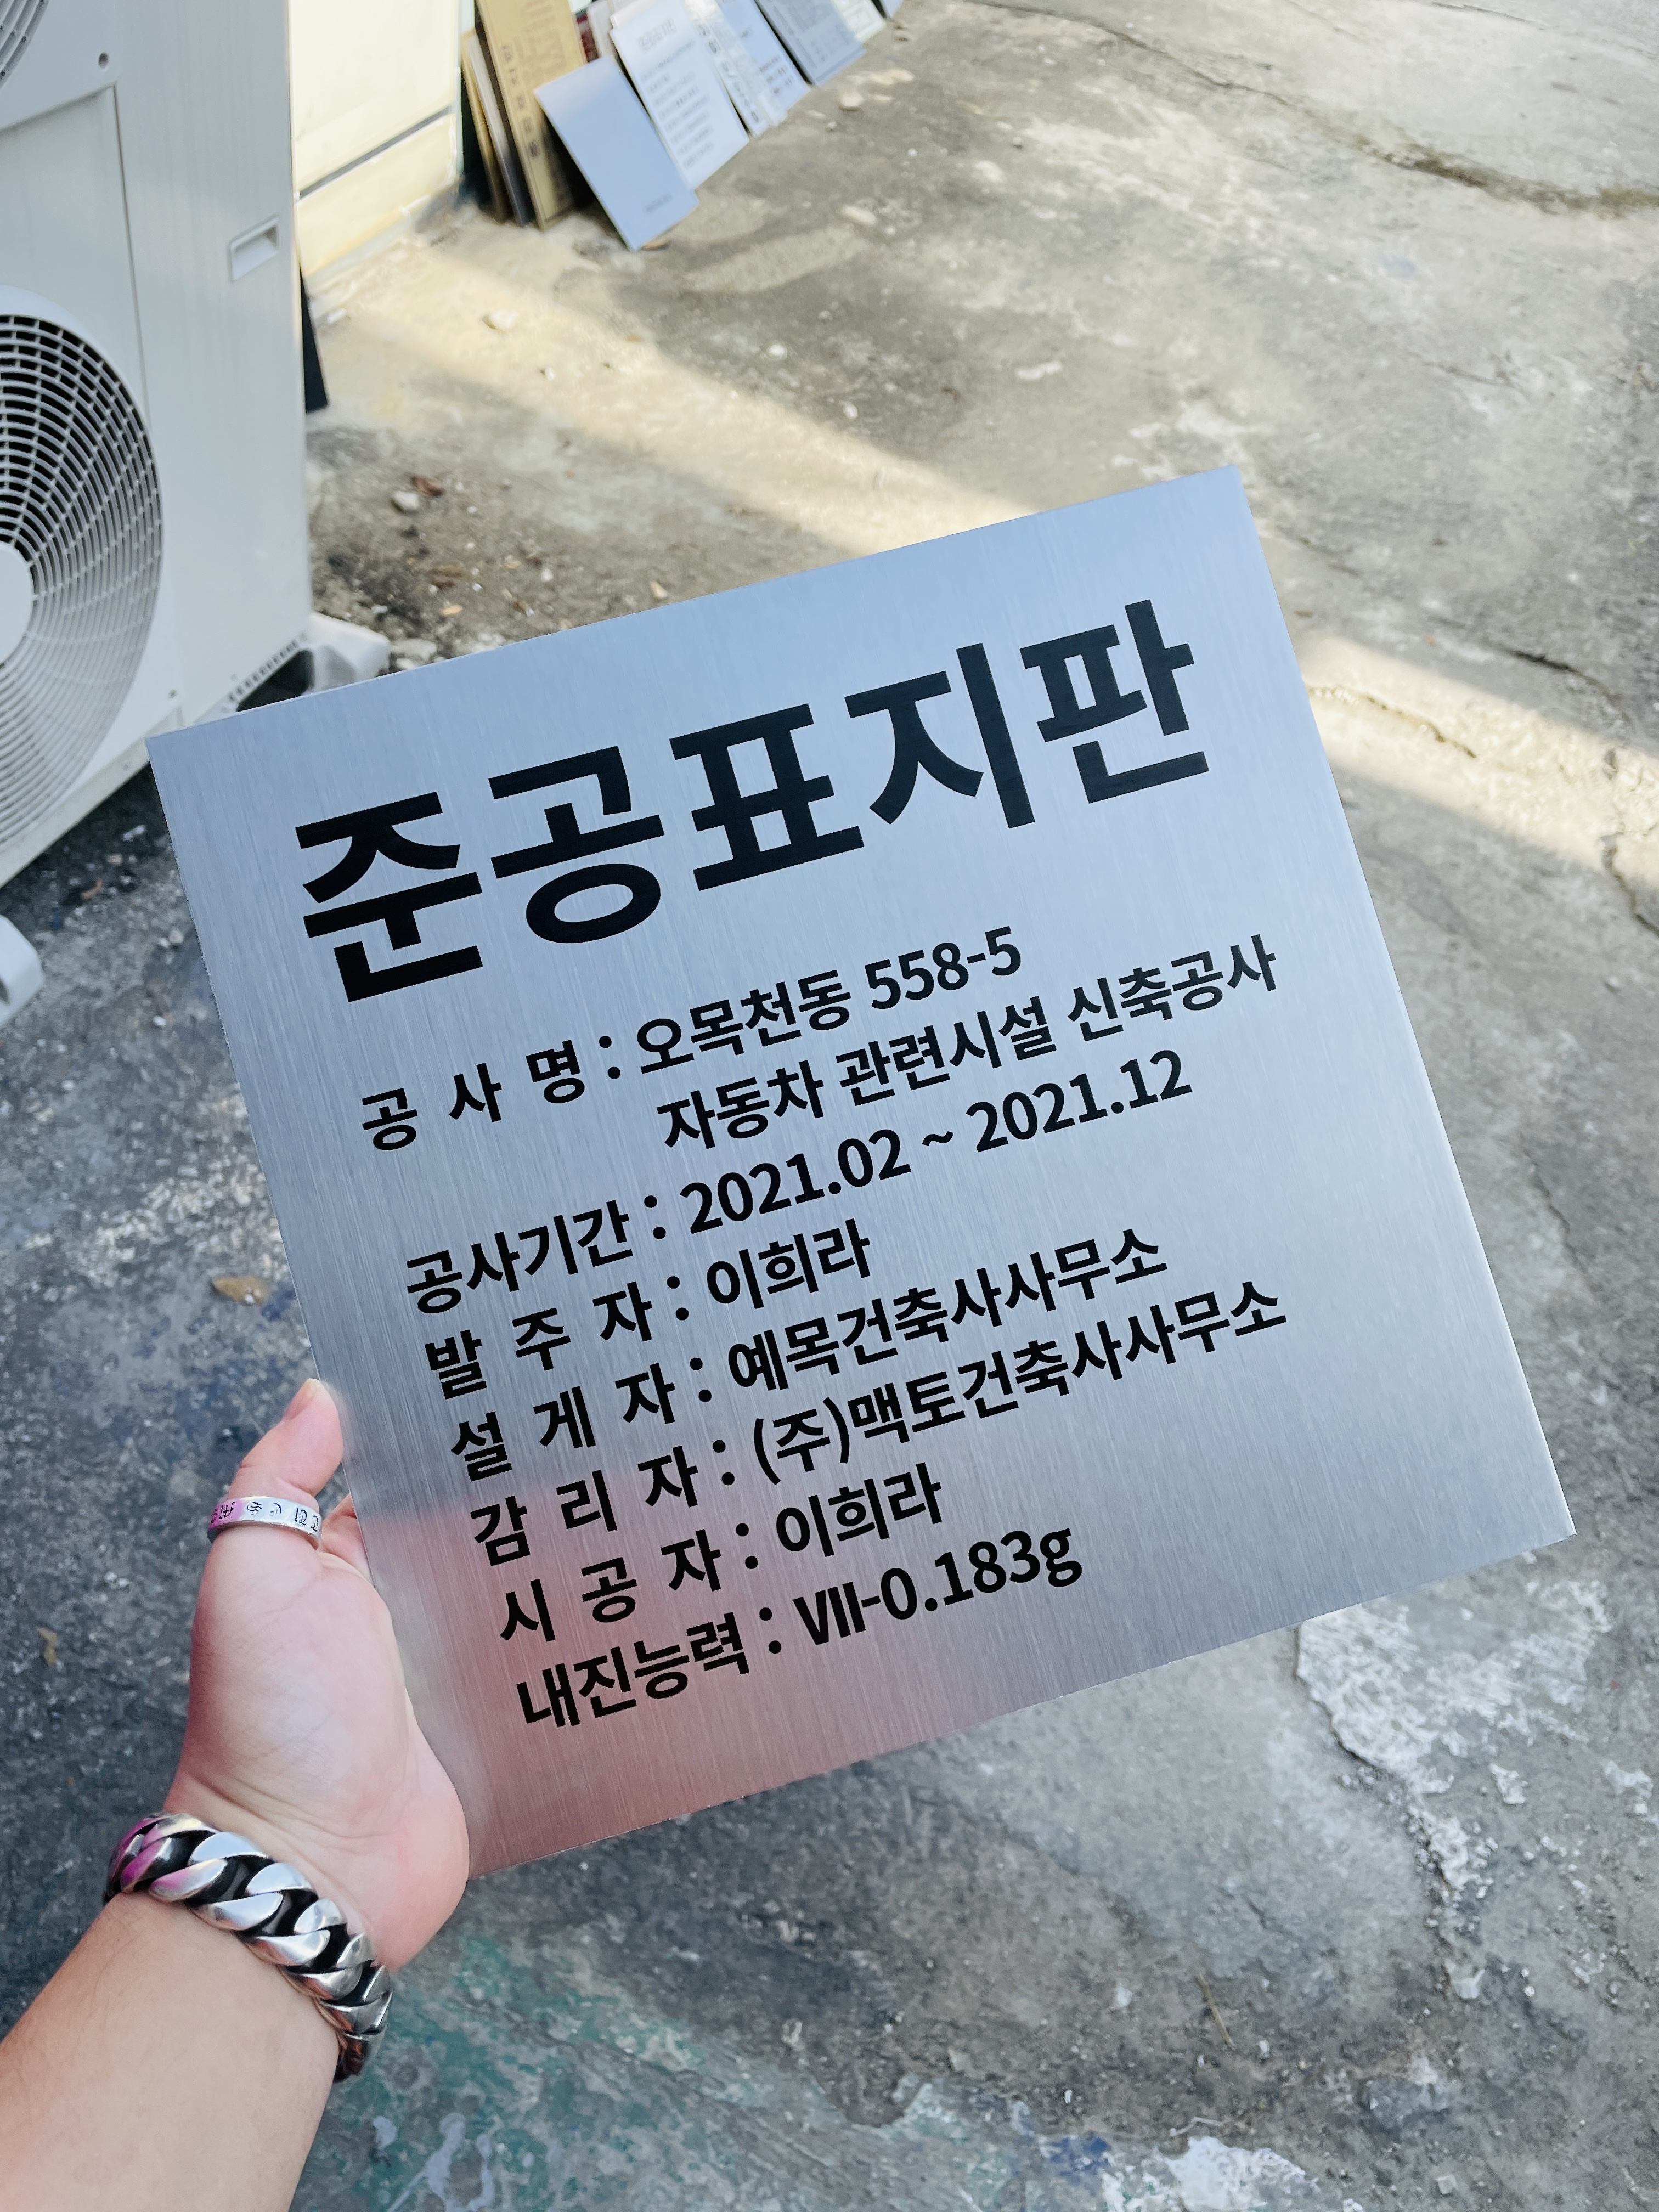 준공표지판
공 사 명 : 오목천동 558-5
자동차 관련시설 신축공사
공사기간 : 2021.02 ~ 2021.12
발 주 자 : 이희라
설 게 자 : 예목건축사사무소
감 리 자 : (주)맥토건축사사무소
시 공 자 : 이희라
내진능력 : Ⅶ-0.183g